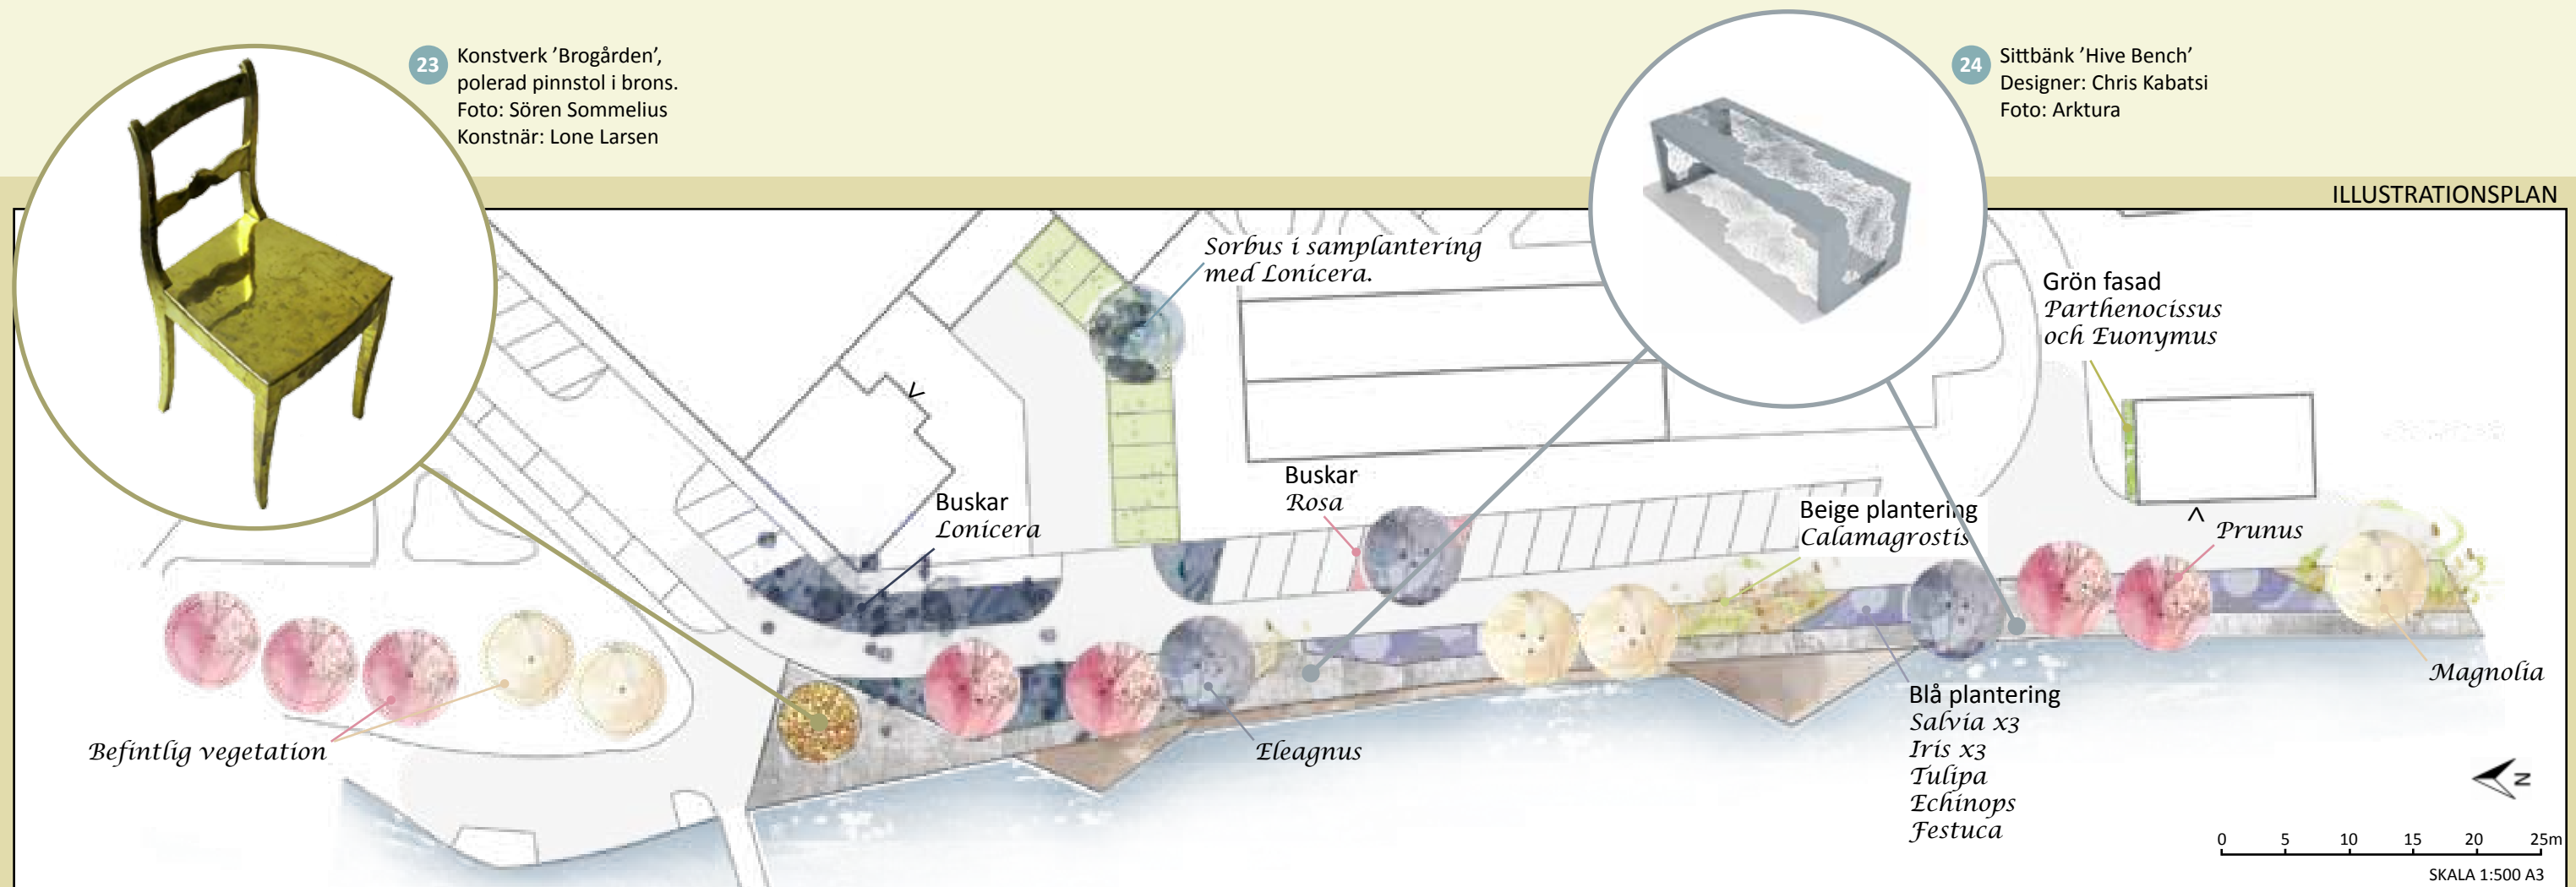 23
Konstverk ’Brogården’,
polerad pinnstol i brons.
Foto: Sören Sommelius
Konstnär: Lone Larsen
24
Sittbänk ’Hive Bench’
Designer: Chris Kabatsi
Foto: Arktura
ILLUSTRATIONSPLAN
Sorbus i samplantering
med Lonicera.
Grön fasad
Parthenocissus
och Euonymus
Buskar
Lonicera
Buskar
Rosa
Beige plantering
Calamagrostis
Prunus
Magnolia
Befintlig vegetation
Eleagnus
Blå plantering
Salvia x3
Iris x3
Tulipa
Echinops
Festuca
N
0 5 10 15 20 25m
SKALA 1:500 A3